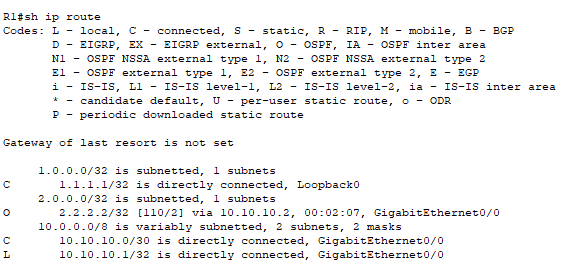 R1#sh ip route
Codes: L - local, C - connected, S - static, R - RIP, M - mobile, B - BGP
       D - EIGRP, EX - EIGRP external, O - OSPF, IA - OSPF inter area
       N1 - OSPF NSSA external type 1, N2 - OSPF NSSA external type 2
       E1 - OSPF external type 1, E2 - OSPF external type 2, E - EGP
       i - IS-IS, L1 - IS-IS level-1, L2 - IS-IS level-2, ia - IS-IS inter area
       * - candidate default, U - per-user static route, o - ODR
       P - periodic downloaded static route

Gateway of last resort is not set

     1.0.0.0/32 is subnetted, 1 subnets
C       1.1.1.1/32 is directly connected, Loopback0
     2.0.0.0/32 is subnetted, 1 subnets
O       2.2.2.2/32 [110/2] via 10.10.10.2, 00:02:07, GigabitEthernet0/0
     10.0.0.0/8 is variably subnetted, 2 subnets, 2 masks
C       10.10.10.0/30 is directly connected, GigabitEthernet0/0
L       10.10.10.1/32 is directly connected, GigabitEthernet0/0